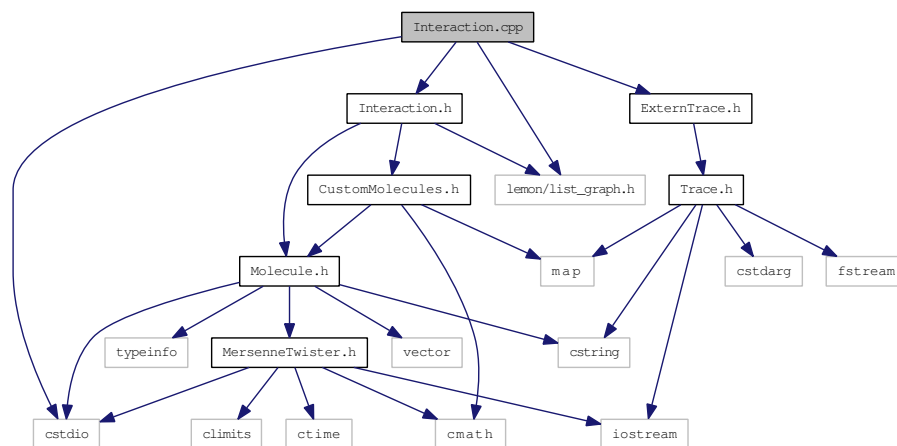 Interaction.cpp
Interaction.h
ExternTrace.h
CustomMolecules.h
lemon/list_graph.h
Trace.h
Molecule.h
map
cstdarg
fstream
typeinfo
MersenneTwister.h
vector
cstring
cstdio
climits
ctime
cmath
iostream